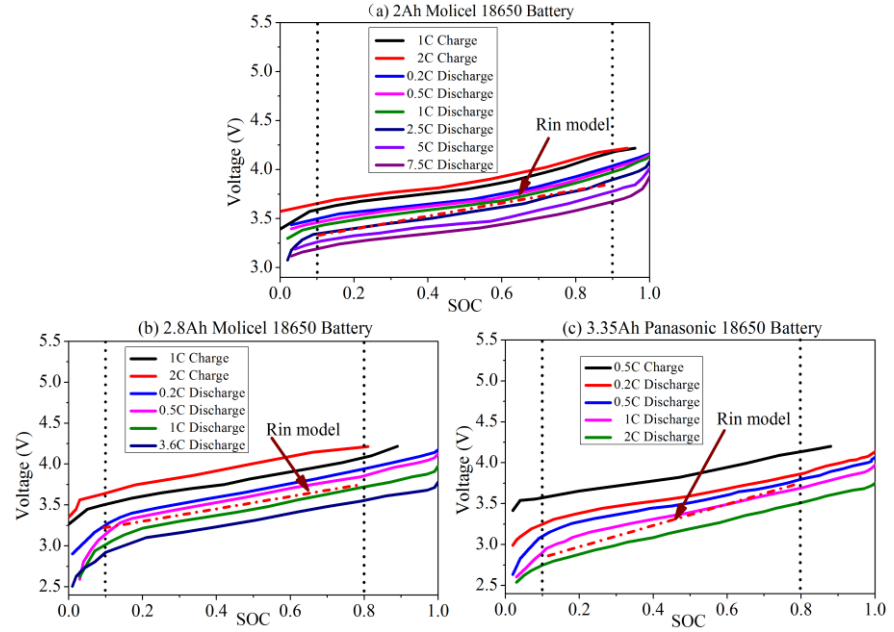 (a) 2Ah Molicel 18650 Battery
5.5
5.0
4.5
4.0
3.5
3.0
Voltage (V)
1C Charge
2C Charge
0.2C Discharge
0.5C Discharge
1C Discharge
2.5C Discharge
5C Discharge
7.5C Discharge
Rin model
0.0 0.2 0.4 0.6 0.8 1.0
SOC
(b) 2.8Ah Molicel 18650 Battery
5.5
5.0
4.5
4.0
3.5
3.0
2.5
Voltage (V)
1C Charge
2C Charge
0.2C Discharge
0.5C Discharge
1C Discharge
3.6C Discharge
Rin model
0.0 0.2 0.4 0.6 0.8 1.0
SOC
(c) 3.35Ah Panasonic 18650 Battery
5.5
5.0
4.5
4.0
3.5
3.0
2.5
Voltage (V)
0.5C Charge
0.2C Discharge
0.5C Discharge
1C Discharge
2C Discharge
Rin model
0.0 0.2 0.4 0.6 0.8 1.0
SOC